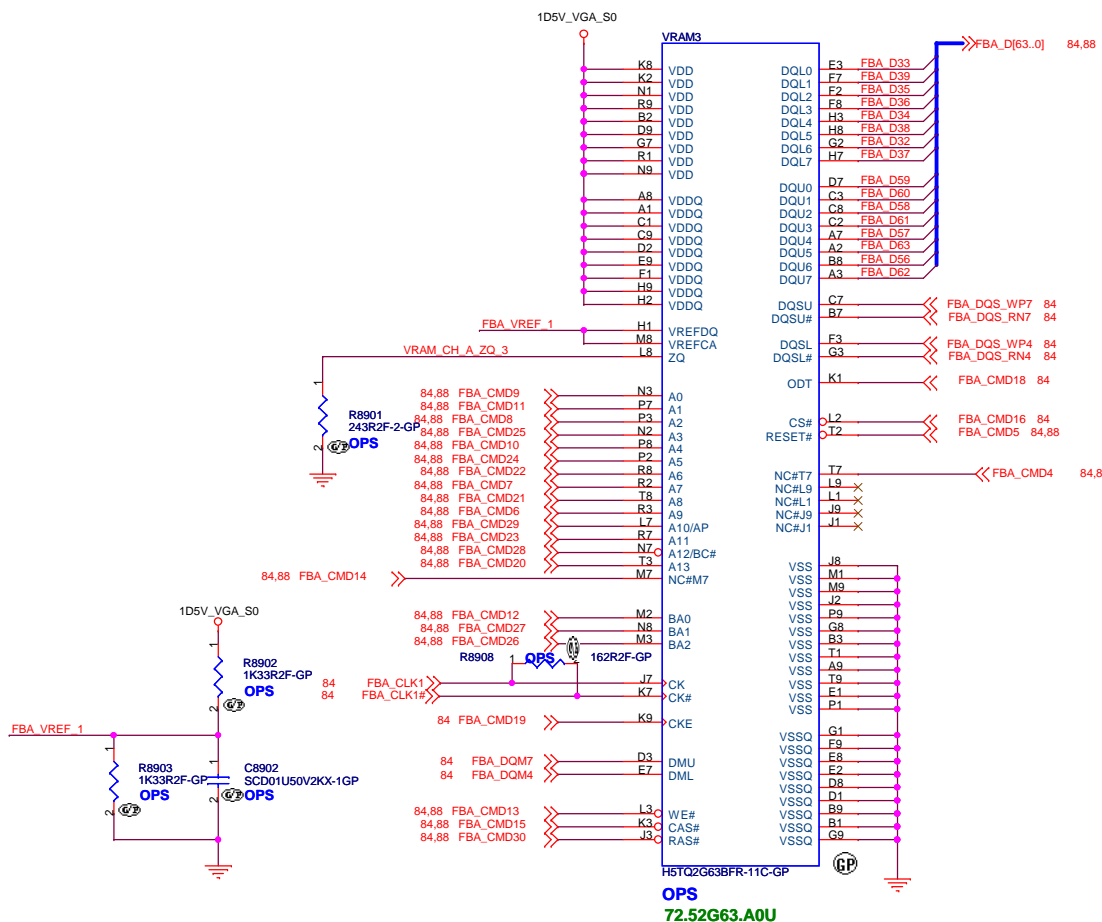 1D5V_VGA_S0
VRAM3
FBA_D[63..0] 84,88
K8 VDD DQL0 E3 FBA_D33
K2 VDD DQL1 F7 FBA_D39
N1 VDD DQL2 F2 FBA_D35
R9 VDD DQL3 F8 FBA_D36
B2 VDD DQL4 H3 FBA_D34
D9 VDD DQL5 H8 FBA_D38
G7 VDD DQL6 G2 FBA_D32
R1 VDD DQL7 H7 FBA_D37
N9 VDD
DQU0 D7 FBA_D59
A8 VDDQ DQU1 C3 FBA_D60
A1 VDDQ DQU2 C8 FBA_D58
C1 VDDQ DQU3 C2 FBA_D61
C9 VDDQ DQU4 A7 FBA_D57
D2 VDDQ DQU5 A2 FBA_D63
E9 VDDQ DQU6 B8 FBA_D56
F1 VDDQ DQU7 A3 FBA_D62
H9 VDDQ
H2 VDDQ DQSU C7 FBA_DQS_WP7 84
DQSU# B7 FBA_DQS_RN7 84
FBA_VREF_1 H1 VREFDQ
M8 VREFCA DQSL F3 FBA_DQS_WP4 84
VRAM_CH_A_ZQ_3 L8 ZQ DQSL# G3 FBA_DQS_RN4 84
ODT K1 FBA_CMD18 84
84,88 FBA_CMD9 N3 A0
84,88 FBA_CMD11 P7 A1
84,88 FBA_CMD8 P3 A2 CS# L2 FBA_CMD16 84
84,88 FBA_CMD25 N2 A3 RESET# T2 FBA_CMD5 84,88
84,88 FBA_CMD10 P8 A4
84,88 FBA_CMD24 P2 A5
84,88 FBA_CMD22 R8 A6 NC#T7 T7 FBA_CMD4 84,8
84,88 FBA_CMD7 R2 A7 NC#L9 L9
84,88 FBA_CMD21 T8 A8 NC#L1 L1
84,88 FBA_CMD6 R3 A9 NC#J9 J9
84,88 FBA_CMD29 L7 A10/AP NC#J1 J1
84,88 FBA_CMD23 R7 A11
84,88 FBA_CMD28 N7 A12/BC#
84,88 FBA_CMD20 T3 A13 VSS J8
84,88 FBA_CMD14 M7 NC#M7 VSS M1
VSS M9
VSS J2
84,88 FBA_CMD12 M2 BA0 VSS P9
84,88 FBA_CMD27 N8 BA1 VSS G8
84,88 FBA_CMD26 M3 BA2 VSS B3
VSS T1
VSS A9
84 FBA_CLK1 J7 CK VSS T9
84 FBA_CLK1# K7 CK# VSS E1
VSS P1
84 FBA_CMD19 K9 CKE
VSSQ G1
VSSQ F9
84 FBA_DQM7 D3 DMU VSSQ E8
84 FBA_DQM4 E7 DML VSSQ E2
VSSQ D8
VSSQ D1
84,88 FBA_CMD13 L3 WE# VSSQ B9
84,88 FBA_CMD15 K3 CAS# VSSQ B1
84,88 FBA_CMD30 J3 RAS# VSSQ G9
1
R8901
243R2F-2-GP
2 G/P OPS
R8908 1 OPS 2 162R2F-GP
1D5V_VGA_S0
1
R8902
1K33R2F-GP
OPS
2 G/P
FBA_VREF_1
1 1
R8903 C8902
1K33R2F-GP SCD01U50V2KX-1GP
OPS OPS
2 G/P 2 G/P
GP
H5TQ2G63BFR-11C-GP
OPS
72.52G63.A0U